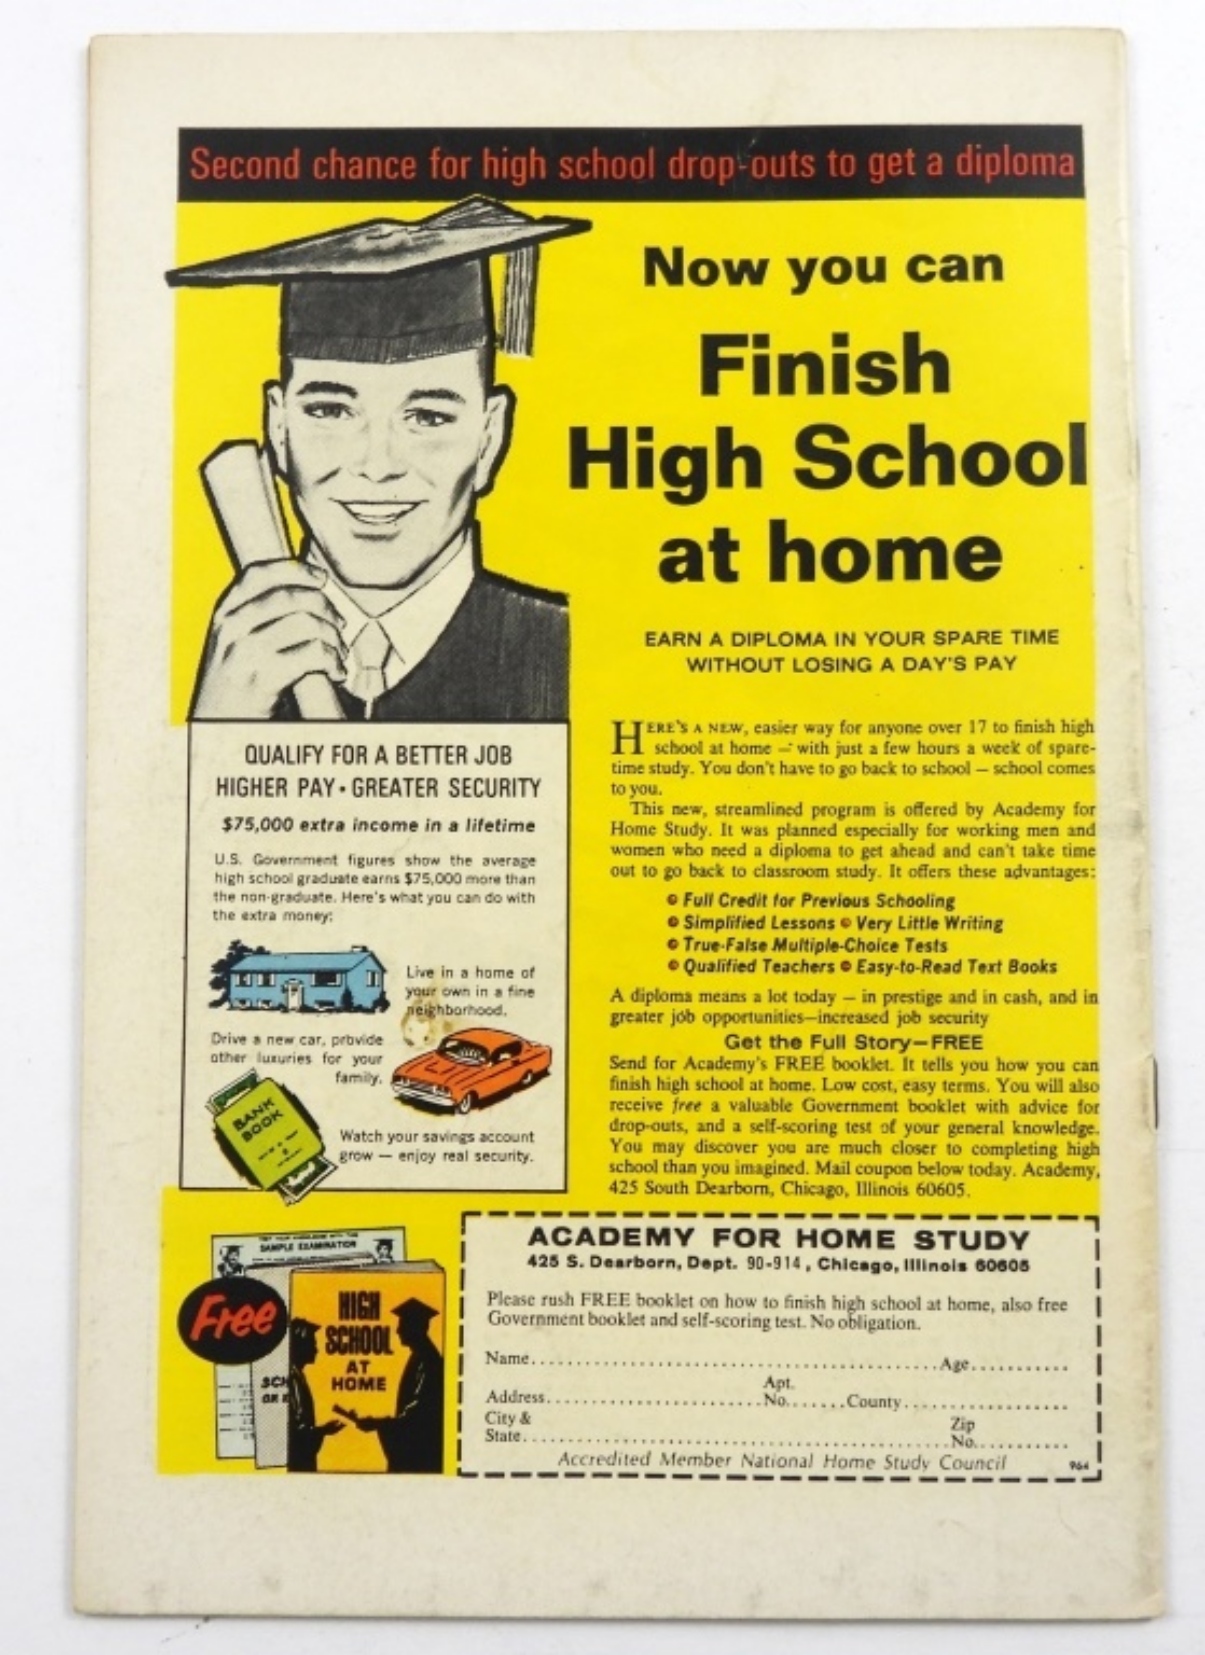 Second chance for high school drop-outs to get a diploma
Now you can
Finish
High School
at home
EARN A DIPLOMA IN YOUR SPARE TIME
WITHOUT LOSING A DAY'S PAY
HERE'S A NEW, easier way for anyone over 17 to finish high
school at home — with just a few hours a week of spare-
time study. You don't have to go back to school — school comes
to you.
This new, streamlined program is offered by Academy for
Home Study. It was planned especially for working men and
women who need a diploma to get ahead and can't take time
out to go back to classroom study. It offers these advantages:
• Full Credit for Previous Schooling
• Simplified Lessons • Very Little Writing
• True-False Multiple-Choice Tests
• Qualified Teachers • Easy-to-Read Text Books
A diploma means a lot today — in prestige and in cash, and in
greater job opportunities—increased job security
Get the Full Story—FREE
Send for Academy's FREE booklet. It tells you how you can
finish high school at home. Low cost, easy terms. You will also
receive free a valuable Government booklet with advice for
drop-outs, and a self-scoring test of your general knowledge.
You may discover you are much closer to completing high
school than you imagined. Mail coupon below today. Academy,
425 South Dearborn, Chicago, Illinois 60605.
QUALIFY FOR A BETTER JOB
HIGHER PAY • GREATER SECURITY
$75,000 extra income in a lifetime
U.S. Government figures show the average
high school graduate earns $75,000 more than
the non-graduate. Here's what you can do with
the extra money:
Live in a home of
your own in a fine
neighborhood.
Drive a new car, provide
other luxuries for your
family.
BANK
BOOK
Watch your savings account
grow — enjoy real security.
SAMPLE EXAMINATION
Free
HIGH
SCHOOL
AT
HOME
SCH
OR
ACADEMY FOR HOME STUDY
425 S. Dearborn, Dept. 90-914, Chicago, Illinois 60605
Please rush FREE booklet on how to finish high school at home, also free
Government booklet and self-scoring test. No obligation.
Name.......... Age..........
Address.......... Apt. No....... County..........
City &
State.......... Zip No..........
Accredited Member National Home Study Council 964